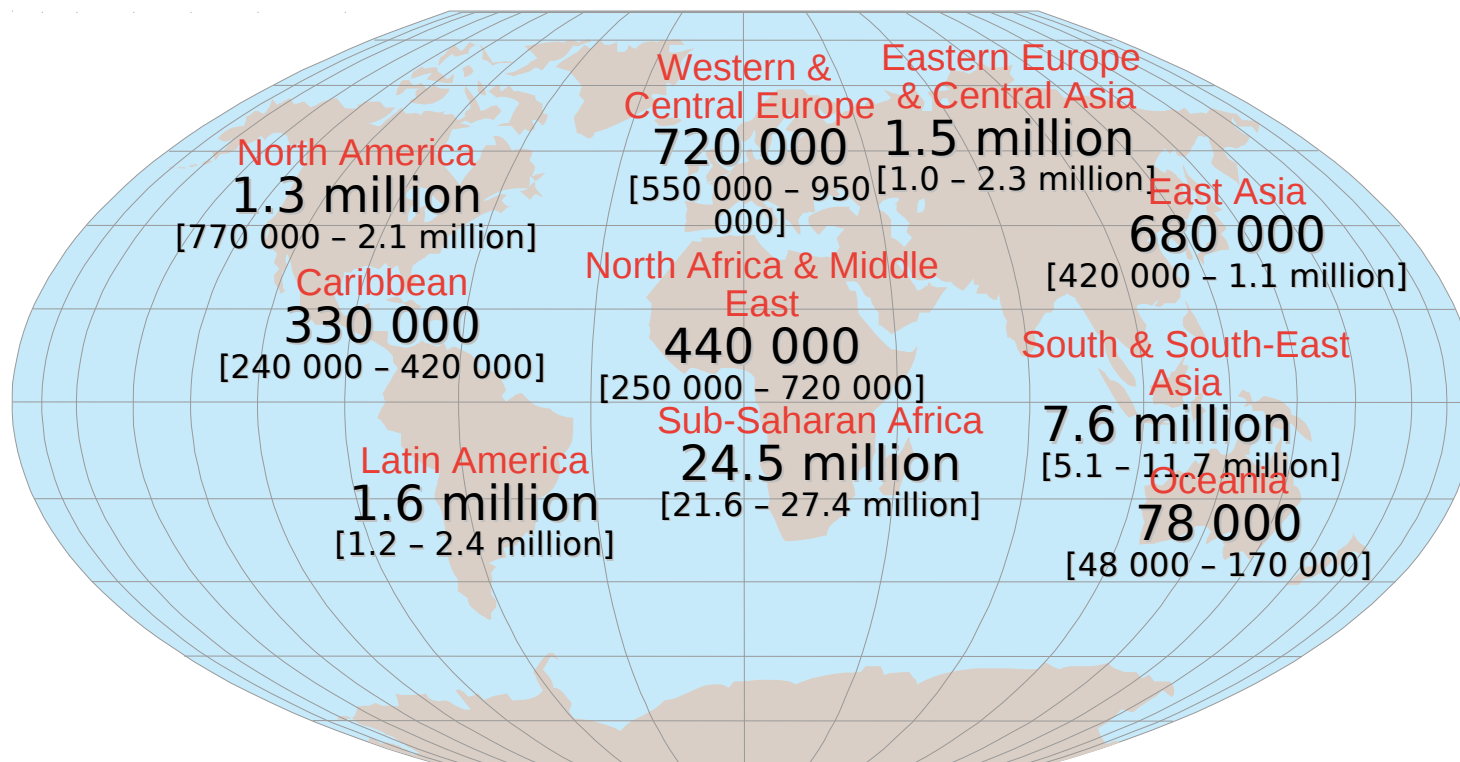 Western &
Central Europe
720 000
[550 000 – 950
000]
Eastern Europe
& Central Asia
1.5 million
[1.0 – 2.3 million]
North America
1.3 million
[770 000 – 2.1 million]
East Asia
680 000
[420 000 – 1.1 million]
Caribbean
330 000
[240 000 – 420 000]
North Africa & Middle
East
440 000
[250 000 – 720 000]
South & South-East
Asia
7.6 million
[5.1 – 11.7 million]
Sub-Saharan Africa
24.5 million
[21.6 – 27.4 million]
Latin America
1.6 million
[1.2 – 2.4 million]
Oceania
78 000
[48 000 – 170 000]